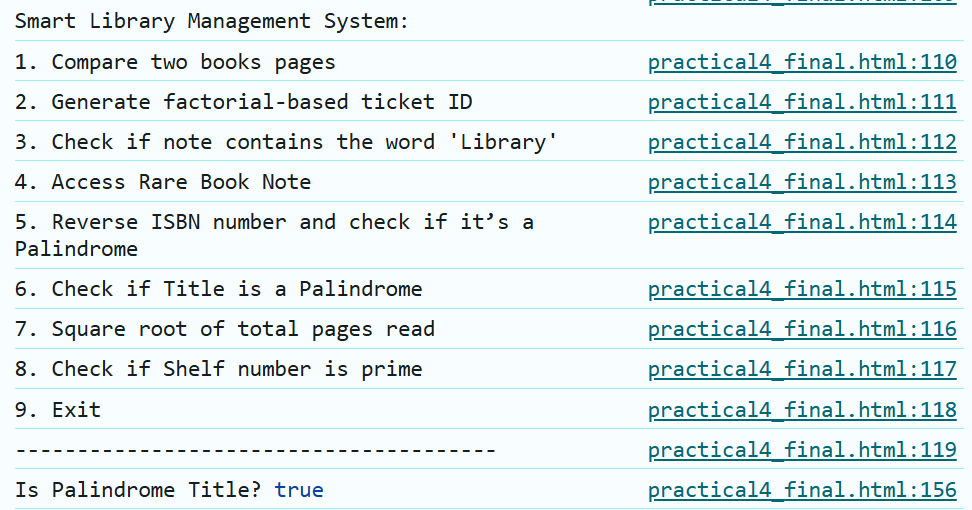 Smart Library Management System:
1. Compare two books pages practical4_final.html:110
2. Generate factorial-based ticket ID practical4_final.html:111
3. Check if note contains the word 'Library' practical4_final.html:112
4. Access Rare Book Note practical4_final.html:113
5. Reverse ISBN number and check if it’s a practical4_final.html:114
Palindrome
6. Check if Title is a Palindrome practical4_final.html:115
7. Square root of total pages read practical4_final.html:116
8. Check if Shelf number is prime practical4_final.html:117
9. Exit practical4_final.html:118
--------------------------------------- practical4_final.html:119
Is Palindrome Title? true practical4_final.html:156